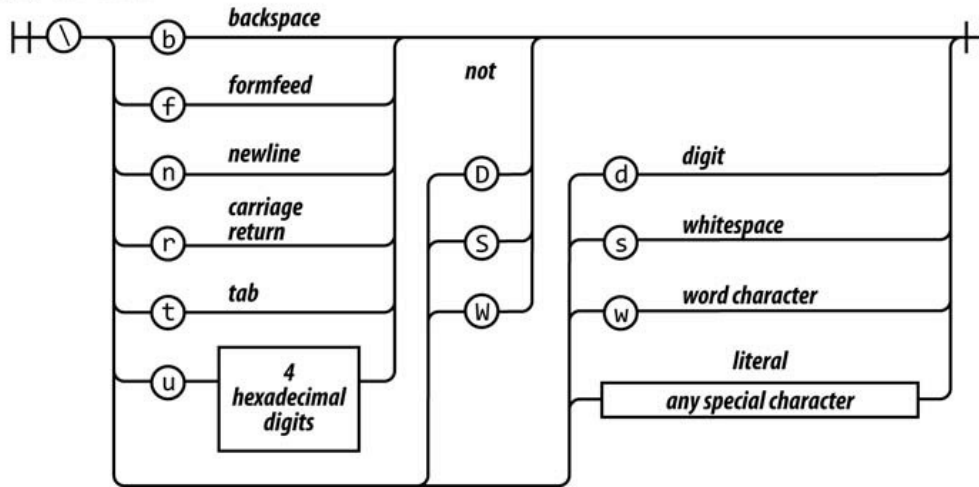 \ b backspace
not
f formfeed
n newline
D d digit
r carriage
return
S s whitespace
t tab
W w word character
u 4
hexadecimal
digits
literal
any special character